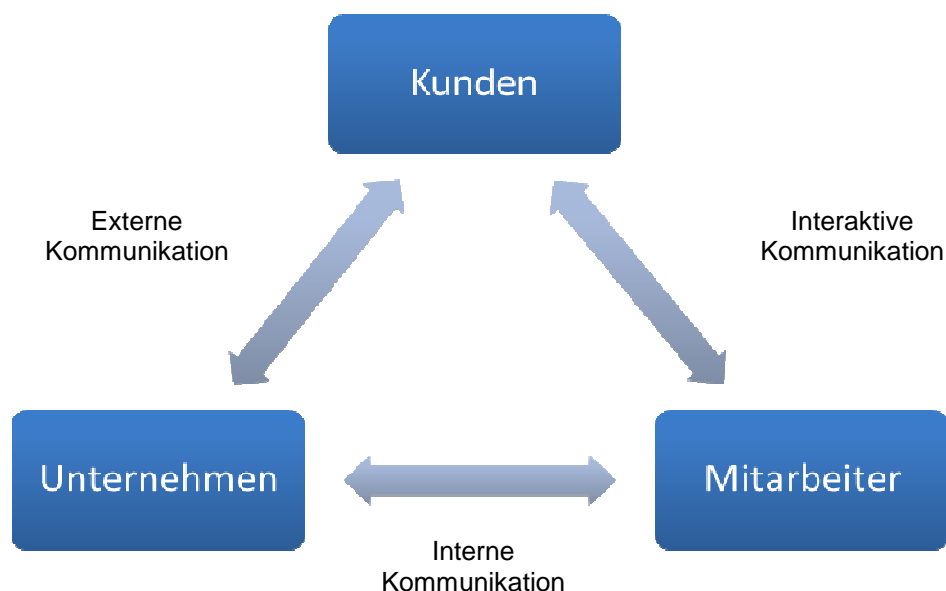 Kunden
Externe
Kommunikation
Interaktive
Kommunikation
Unternehmen
Mitarbeiter
Interne
Kommunikation